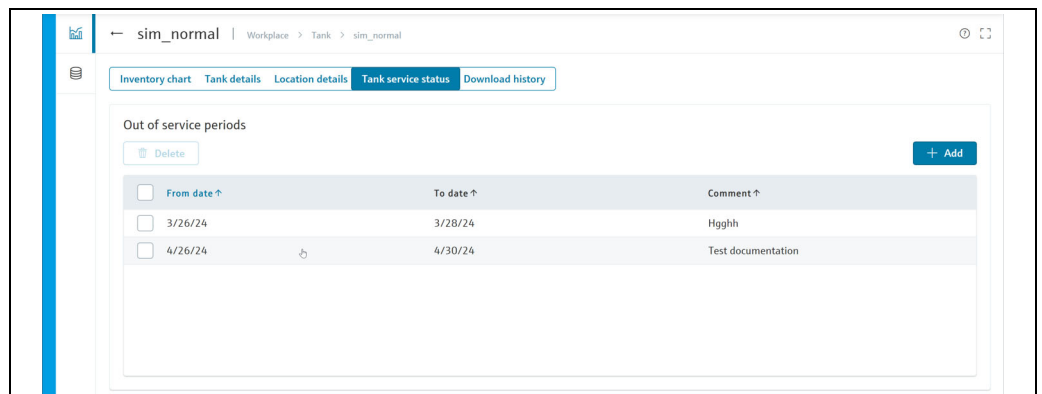 ← sim_normal | Workplace > Tank > sim_normal
Inventory chart Tank details Location details Tank service status Download history
Out of service periods
Delete + Add
From date ↑ To date ↑ Comment ↑
3/26/24 3/28/24 Hgghh
4/26/24 4/30/24 Test documentation